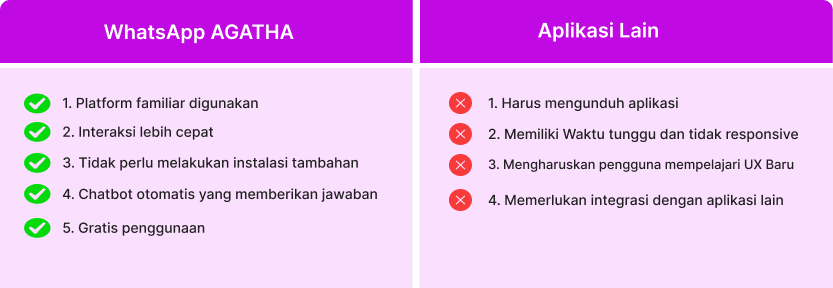 WhatsApp AGATHA
1. Platform familiar digunakan
2. Interaksi lebih cepat
3. Tidak perlu melakukan instalasi tambahan
4. Chatbot otomatis yang memberikan jawaban
5. Gratis penggunaan
Aplikasi Lain
1. Harus mengunduh aplikasi
2. Memiliki Waktu tunggu dan tidak responsive
3. Mengharuskan pengguna mempelajari UX Baru
4. Memerlukan integrasi dengan aplikasi lain